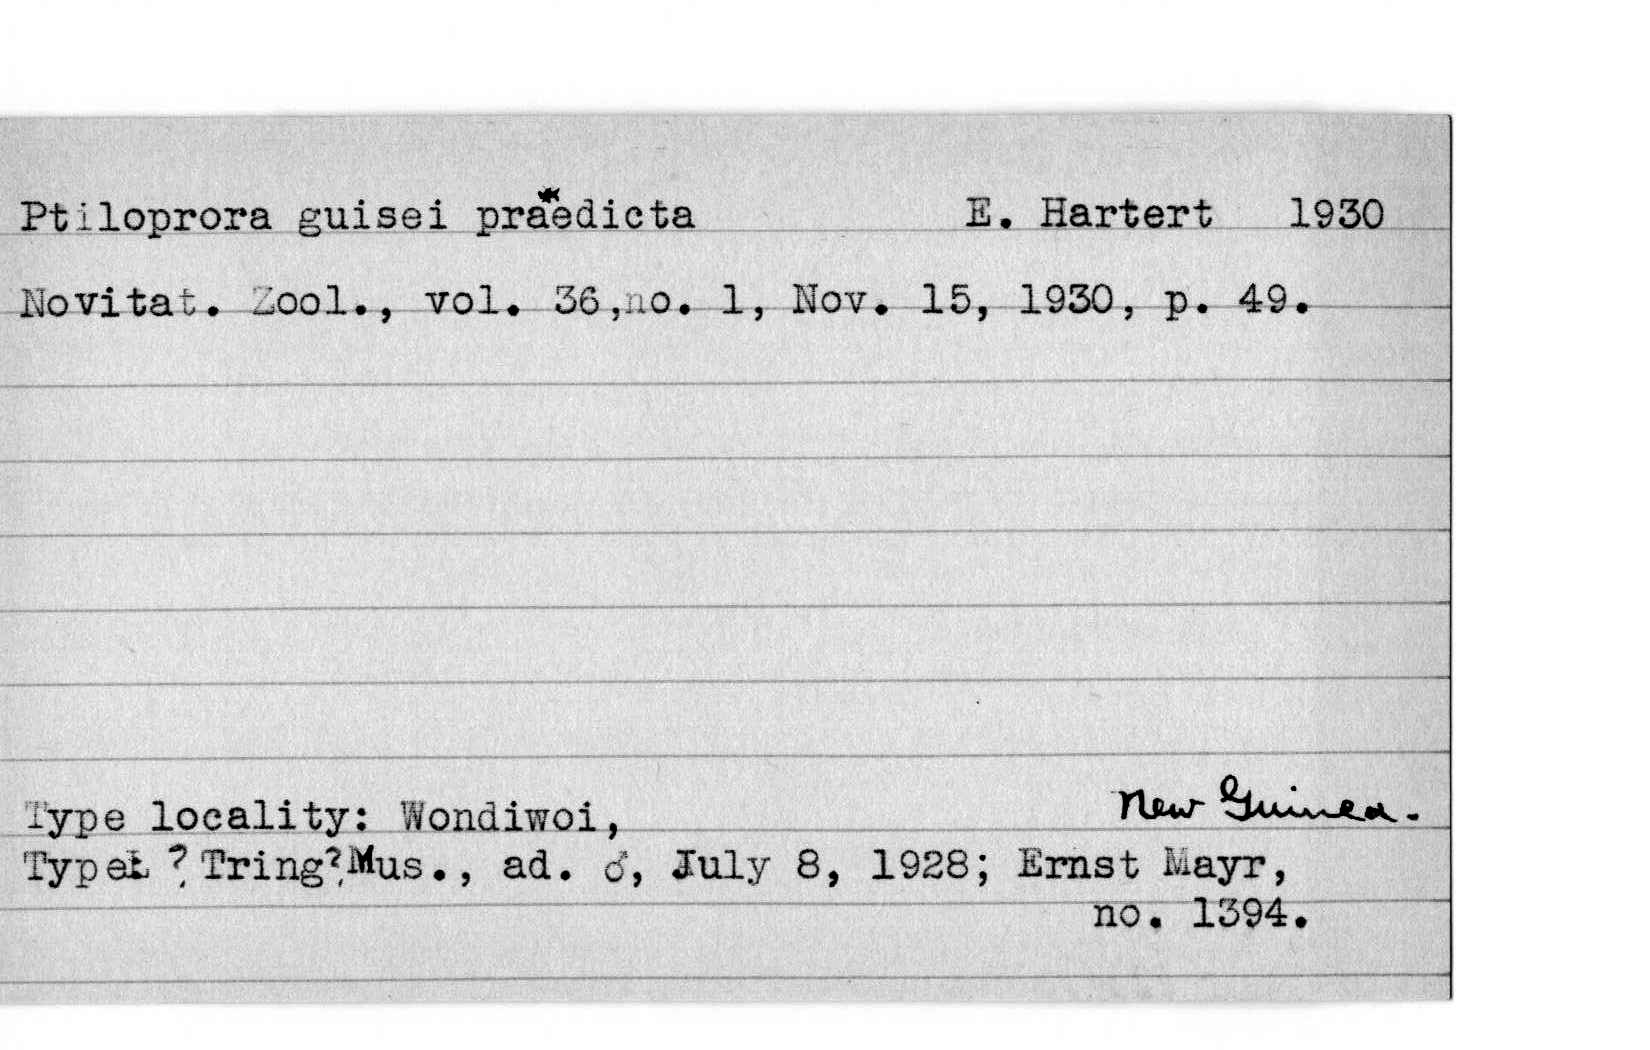 Ptiloprora guisei praedicta E. Hartert 1930
Novitat. Zool., vol. 36, no. 1, Nov. 15, 1930, p. 49.
New Guinea.
Type locality: Wondiwoi,
Type: ? Tring? Mus., ad. ♂, July 8, 1928; Ernst Mayr,
no. 1394.